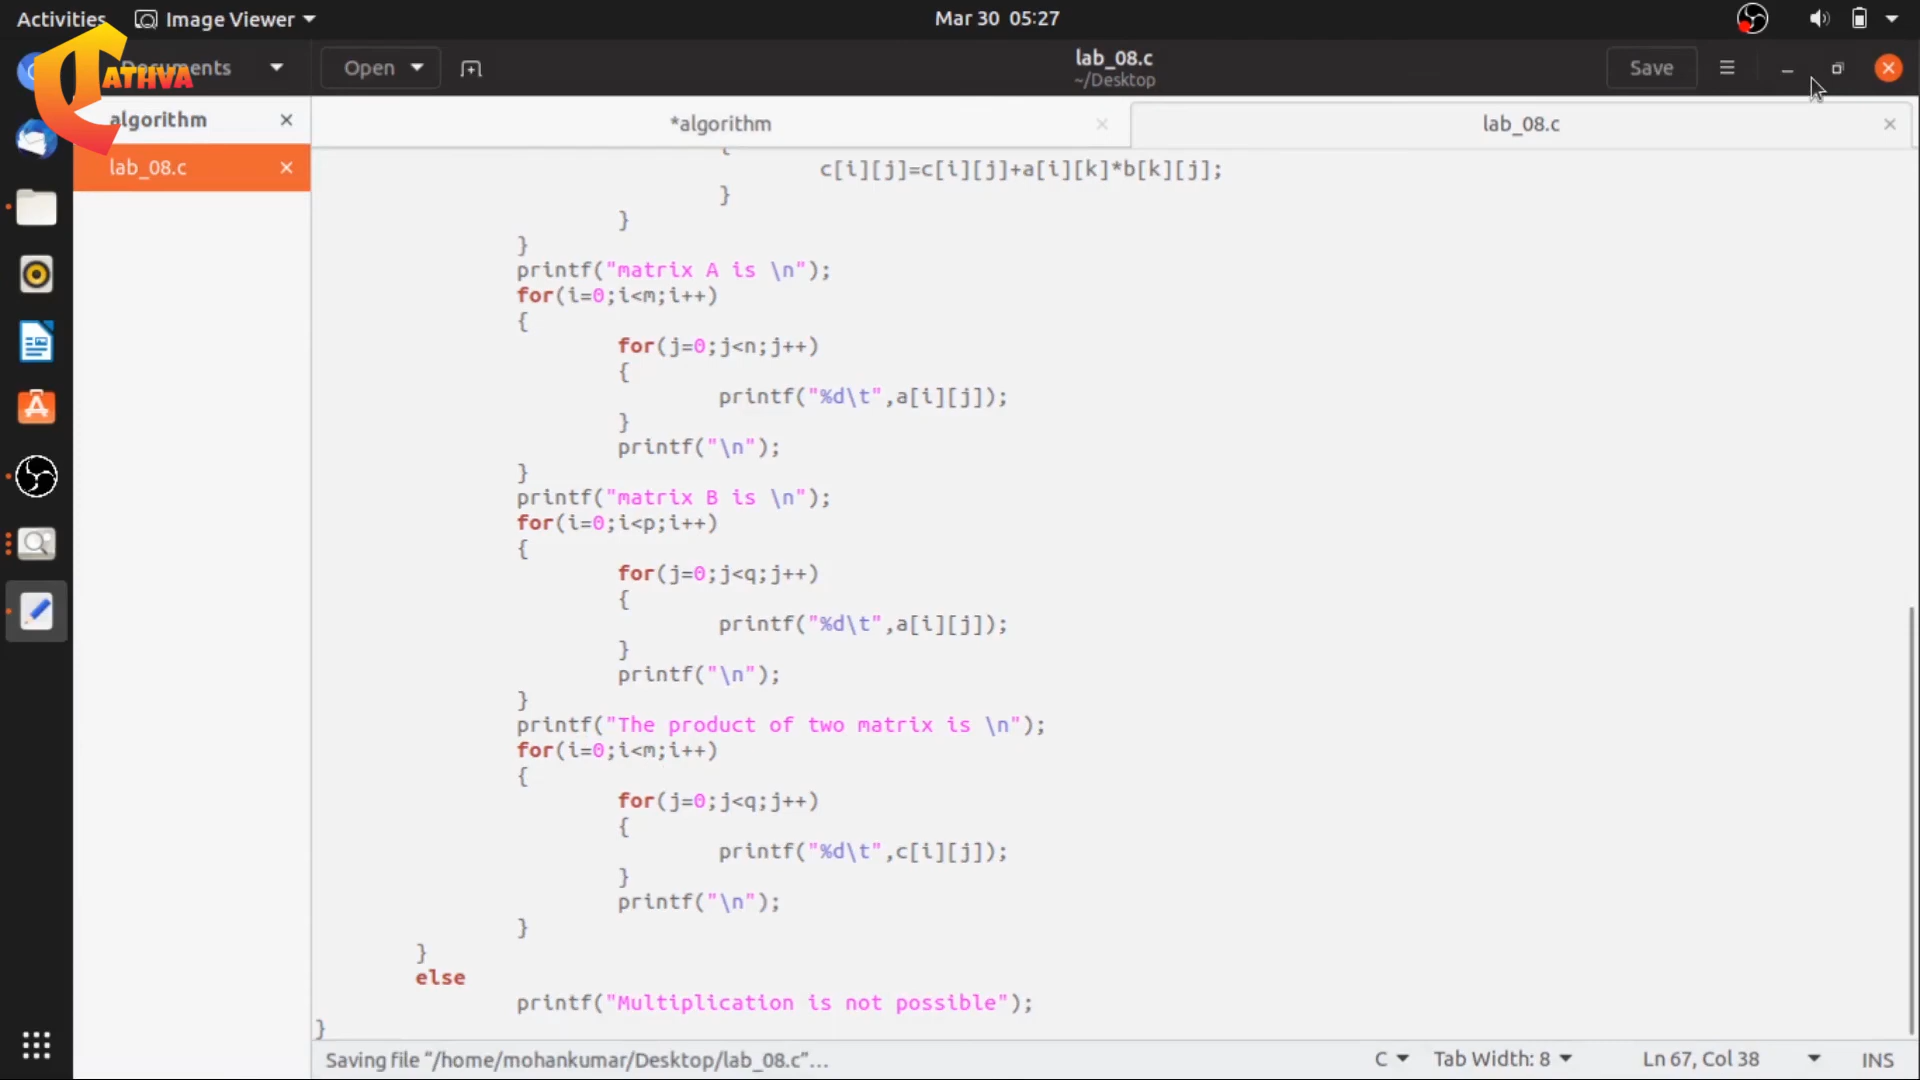 Activities Image Viewer Mar 30 05:27
Documents Open lab_08.c Save
~/Desktop
CATHVA
algorithm *algorithm lab_08.c
lab_08.c
{
c[i][j]=c[i][j]+a[i][k]*b[k][j];
}
}
}
printf("matrix A is \n");
for(i=0;i<m;i++)
{
for(j=0;j<n;j++)
{
printf("%d\t",a[i][j]);
}
printf("\n");
}
printf("matrix B is \n");
for(i=0;i<p;i++)
{
for(j=0;j<q;j++)
{
printf("%d\t",a[i][j]);
}
printf("\n");
}
printf("The product of two matrix is \n");
for(i=0;i<m;i++)
{
for(j=0;j<q;j++)
{
printf("%d\t",c[i][j]);
}
printf("\n");
}
}
else
printf("Multiplication is not possible");
}
Saving file “/home/mohankumar/Desktop/lab_08.c”… C Tab Width: 8 Ln 67, Col 38 INS